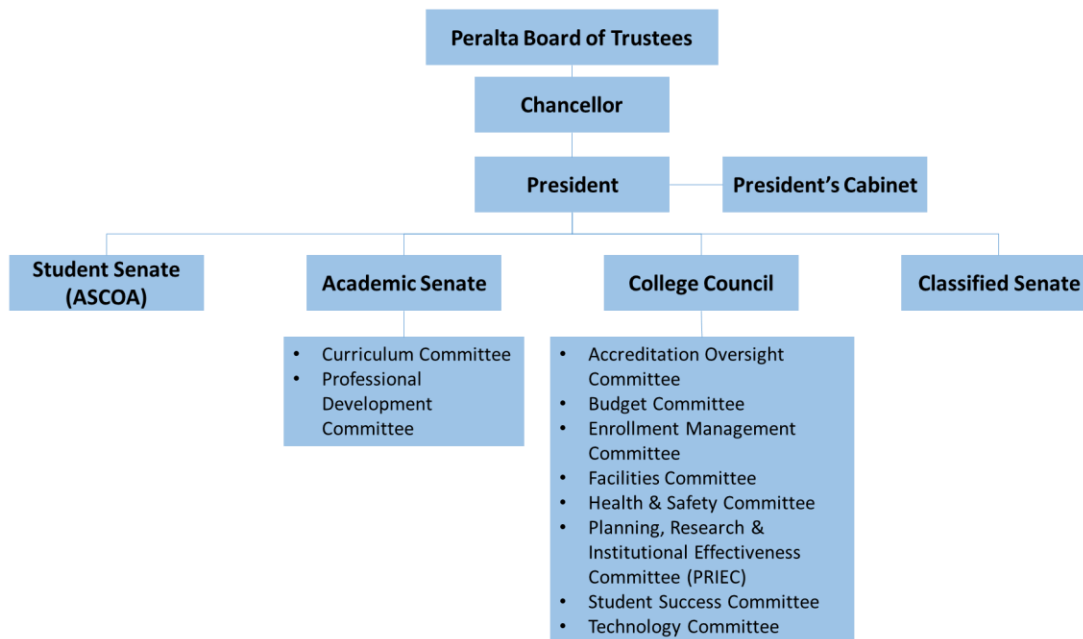 Peralta Board of Trustees
Chancellor
President
President’s Cabinet
Student Senate
(ASCOA)
Academic Senate
College Council
Classified Senate
• Curriculum Committee
• Professional
Development
Committee
• Accreditation Oversight
Committee
• Budget Committee
• Enrollment Management
Committee
• Facilities Committee
• Health & Safety Committee
• Planning, Research &
Institutional Effectiveness
Committee (PRIEC)
• Student Success Committee
• Technology Committee